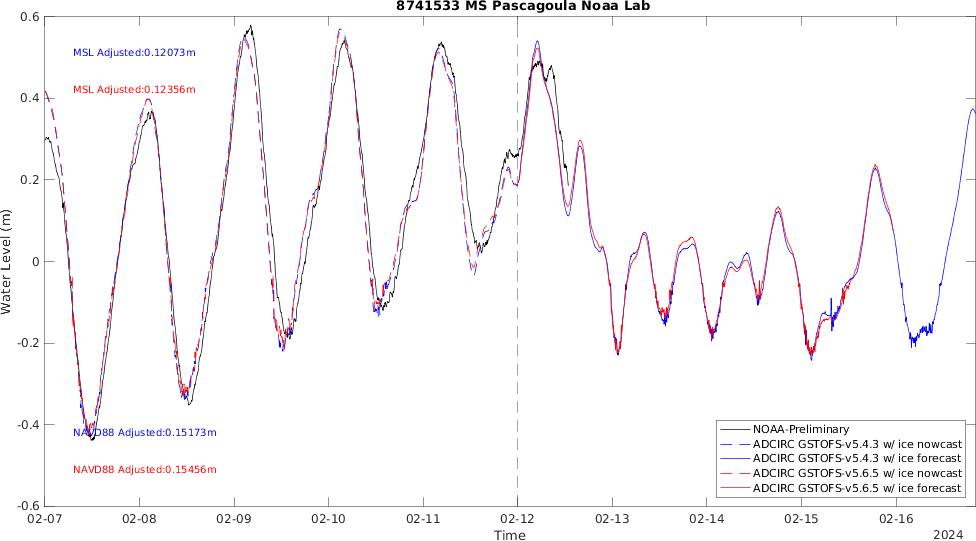 8741533 MS Pascagoula Noaa Lab
0.6
MSL Adjusted:0.12073m
MSL Adjusted:0.12356m
0.4
0.2
0
-0.2
-0.4
-0.6
Water Level (m)
NAVD88 Adjusted:0.15173m
NAVD88 Adjusted:0.15456m
NOAA-Preliminary
ADCIRC GSTOFS-v5.4.3 w/ ice nowcast
ADCIRC GSTOFS-v5.4.3 w/ ice forecast
ADCIRC GSTOFS-v5.6.5 w/ ice nowcast
ADCIRC GSTOFS-v5.6.5 w/ ice forecast
02-07 02-08 02-09 02-10 02-11 02-12 02-13 02-14 02-15 02-16
Time
2024